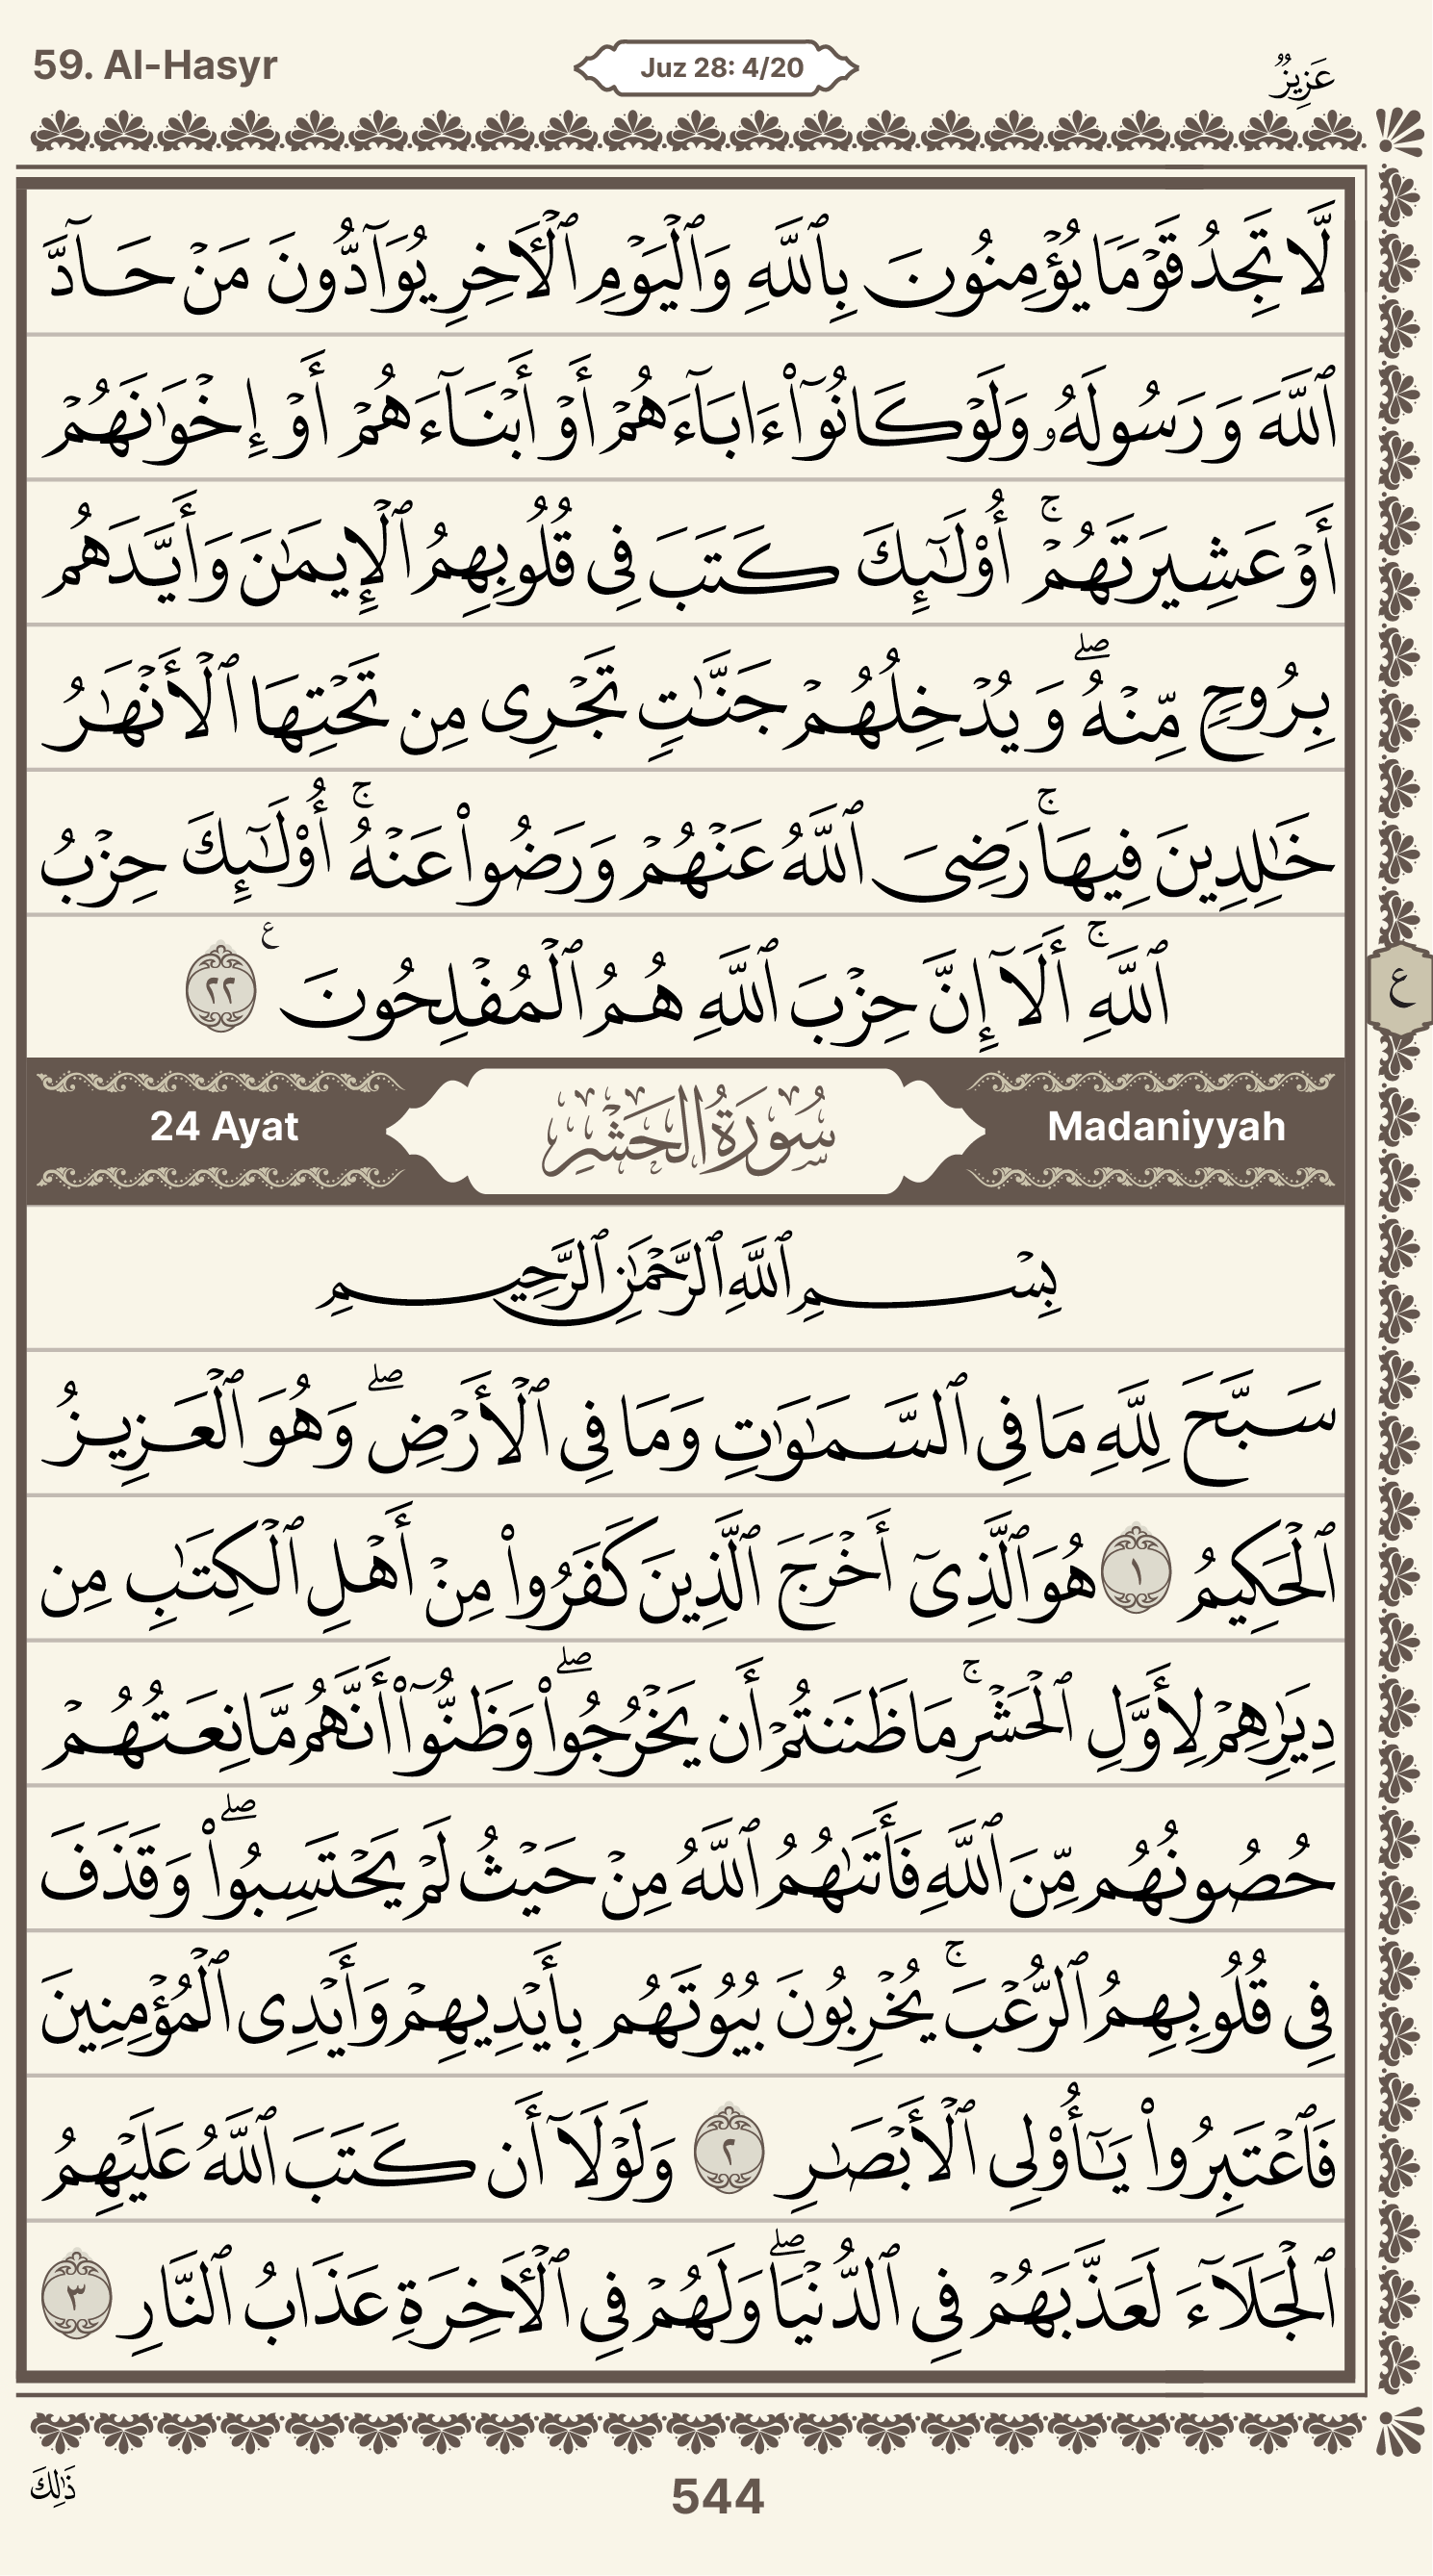 59. Al-Hasyr
Juz 28: 4/20
عَزِيزٌ
لَّا تَجِدُ قَوۡمًا يُؤۡمِنُونَ بِٱللَّهِ وَٱلۡيَوۡمِ ٱلۡأٓخِرِ يُوَآدُّونَ مَنۡ حَآدَّ
ٱللَّهَ وَرَسُولَهُۥ وَلَوۡ كَانُوٓاْ ءَابَآءَهُمۡ أَوۡ أَبۡنَآءَهُمۡ أَوۡ إِخۡوَٰنَهُمۡ
أَوۡ عَشِيرَتَهُمۡۚ أُوْلَٰٓئِكَ كَتَبَ فِى قُلُوبِهِمُ ٱلۡإِيمَٰنَ وَأَيَّدَهُم
بِرُوحٍ مِّنۡهُۖ وَيُدۡخِلُهُمۡ جَنَّٰتٍ تَجۡرِى مِن تَحۡتِهَا ٱلۡأَنۡهَٰرُ
خَٰلِدِينَ فِيهَاۚ رَضِىَ ٱللَّهُ عَنۡهُمۡ وَرَضُواْ عَنۡهُۚ أُوْلَٰٓئِكَ حِزۡبُ
ٱللَّهِۚ أَلَآ إِنَّ حِزۡبَ ٱللَّهِ هُمُ ٱلۡمُفۡلِحُونَ ع ٢٢
ع
Madaniyyah
سُورَةُ الحَشْرِ
24 Ayat
بِسۡمِ ٱللَّهِ ٱلرَّحۡمَٰنِ ٱلرَّحِيمِ
سَبَّحَ لِلَّهِ مَا فِى ٱلسَّمَٰوَٰتِ وَمَا فِى ٱلۡأَرۡضِۖ وَهُوَ ٱلۡعَزِيزُ
ٱلۡحَكِيمُ ١ هُوَ ٱلَّذِىٓ أَخۡرَجَ ٱلَّذِينَ كَفَرُواْ مِنۡ أَهۡلِ ٱلۡكِتَٰبِ مِن
دِيَٰرِهِمۡ لِأَوَّلِ ٱلۡحَشۡرِۚ مَا ظَنَنتُمۡ أَن يَخۡرُجُواْۖ وَظَنُّوٓاْ أَنَّهُم مَّانِعَتُهُمۡ
حُصُونُهُم مِّنَ ٱللَّهِ فَأَتَىٰهُمُ ٱللَّهُ مِنۡ حَيۡثُ لَمۡ يَحۡتَسِبُواْۖ وَقَذَفَ
فِى قُلُوبِهِمُ ٱلرُّعۡبَۚ يُخۡرِبُونَ بُيُوتَهُم بِأَيۡدِيهِمۡ وَأَيۡدِى ٱلۡمُؤۡمِنِينَ
فَٱعۡتَبِرُواْ يَٰٓأُوْلِى ٱلۡأَبۡصَٰرِ ٢ وَلَوۡلَآ أَن كَتَبَ ٱللَّهُ عَلَيۡهِمُ
ٱلۡجَلَآءَ لَعَذَّبَهُمۡ فِى ٱلدُّنۡيَاۖ وَلَهُمۡ فِى ٱلۡأٓخِرَةِ عَذَابُ ٱلنَّارِ ٣
544
ذَٰلِكَ